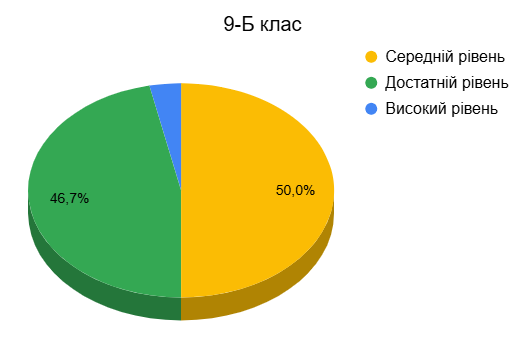 9-Б клас
Середній рівень
Достатній рівень
Високий рівень
46,7%
50,0%